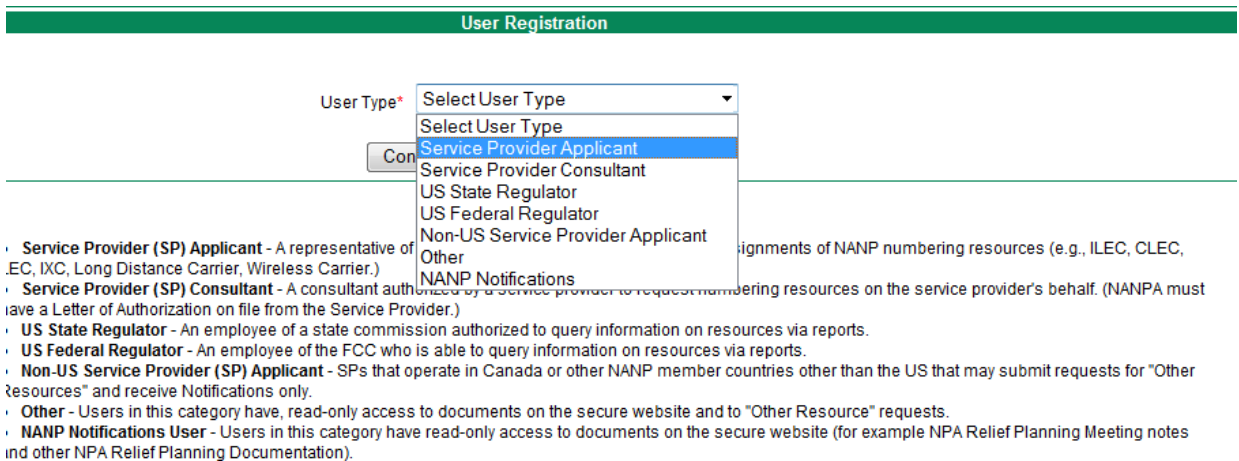 User Registration
User Type* Select User Type
Select User Type
Con Service Provider Applicant
Service Provider Consultant
US State Regulator
US Federal Regulator
Non-US Service Provider Applicant
Other
NANP Notifications
Service Provider (SP) Applicant - A representative of signments of NANP numbering resources (e.g., ILEC, CLEC,
LEC, IXC, Long Distance Carrier, Wireless Carrier.)
Service Provider (SP) Consultant - A consultant authorized by a service provider to request numbering resources on the service provider's behalf. (NANPA must
have a Letter of Authorization on file from the Service Provider.)
US State Regulator - An employee of a state commission authorized to query information on resources via reports.
US Federal Regulator - An employee of the FCC who is able to query information on resources via reports.
Non-US Service Provider (SP) Applicant - SPs that operate in Canada or other NANP member countries other than the US that may submit requests for "Other
Resources" and receive Notifications only.
Other - Users in this category have, read-only access to documents on the secure website and to "Other Resource" requests.
NANP Notifications User - Users in this category have read-only access to documents on the secure website (for example NPA Relief Planning Meeting notes
and other NPA Relief Planning Documentation).